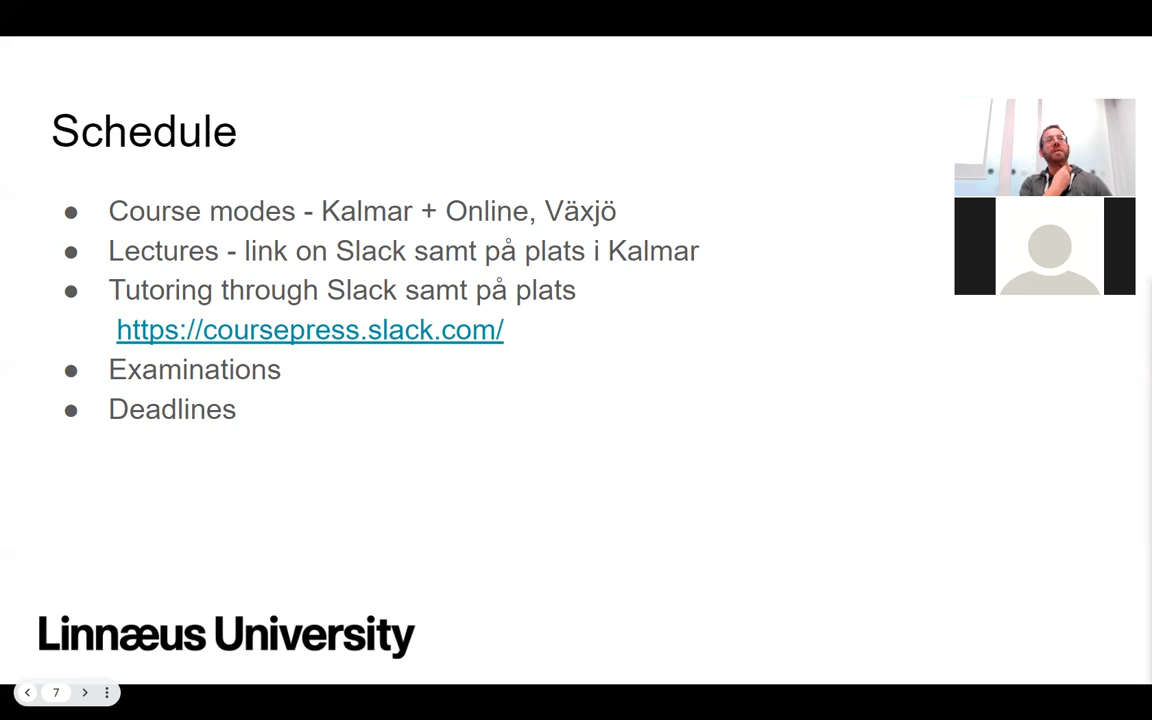 Schedule
● Course modes - Kalmar + Online, Växjö
● Lectures - link on Slack samt på plats i Kalmar
● Tutoring through Slack samt på plats
https://coursepress.slack.com/
● Examinations
● Deadlines
Linnæus University
7